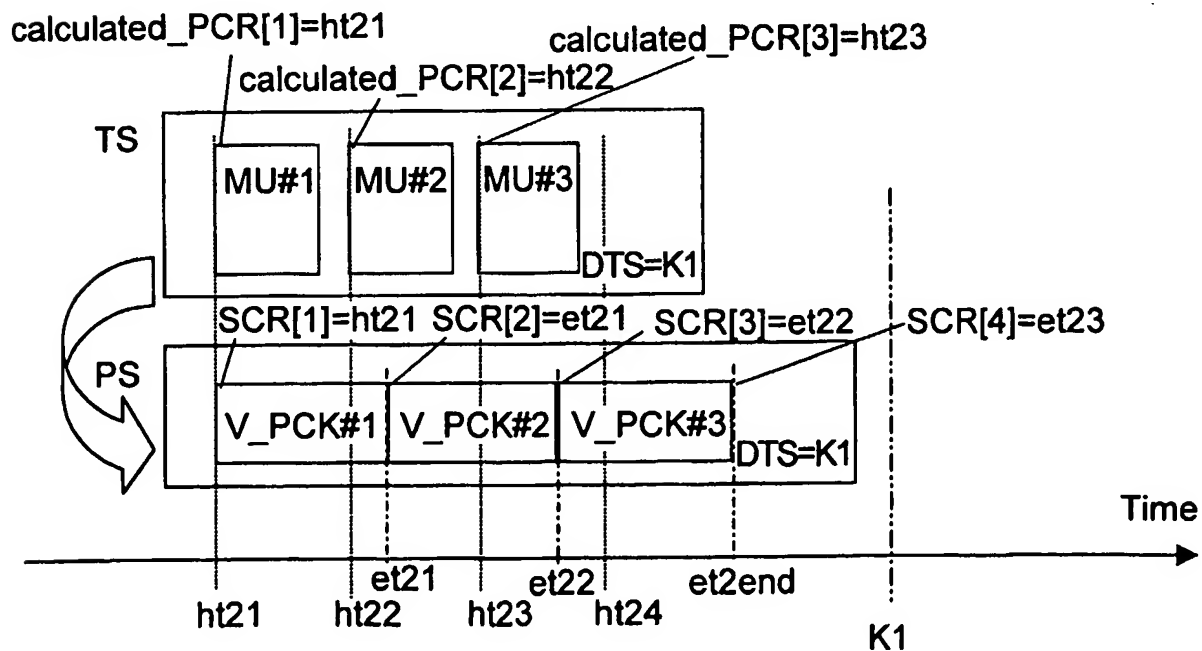 calculated_PCR[1]=ht21
calculated_PCR[3]=ht23
calculated_PCR[2]=ht22
TS
MU#1
MU#2
MU#3
DTS=K1
SCR[1]=ht21
SCR[2]=et21
SCR[3]=et22
SCR[4]=et23
PS
V_PCK#1
V_PCK#2
V_PCK#3
DTS=K1
Time
et21
et22
et2end
ht21
ht22
ht23
ht24
K1